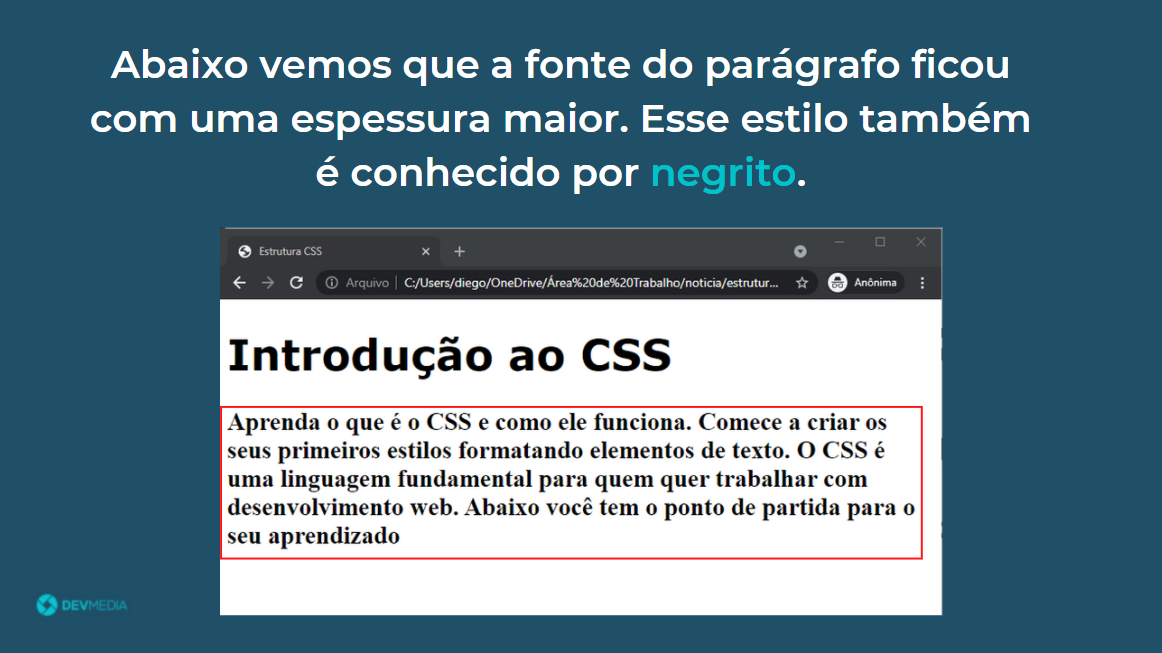 Abaixo vemos que a fonte do parágrafo ficou
com uma espessura maior. Esse estilo também
é conhecido por negrito.
Estrutura CSS
Arquivo | C:/Users/diego/OneDrive/Área%20de%20Trabalho/noticia/estrutur... Anônima
Introdução ao CSS
Aprenda o que é o CSS e como ele funciona. Comece a criar os
seus primeiros estilos formatando elementos de texto. O CSS é
uma linguagem fundamental para quem quer trabalhar com
desenvolvimento web. Abaixo você tem o ponto de partida para o
seu aprendizado
DEVMEDIA